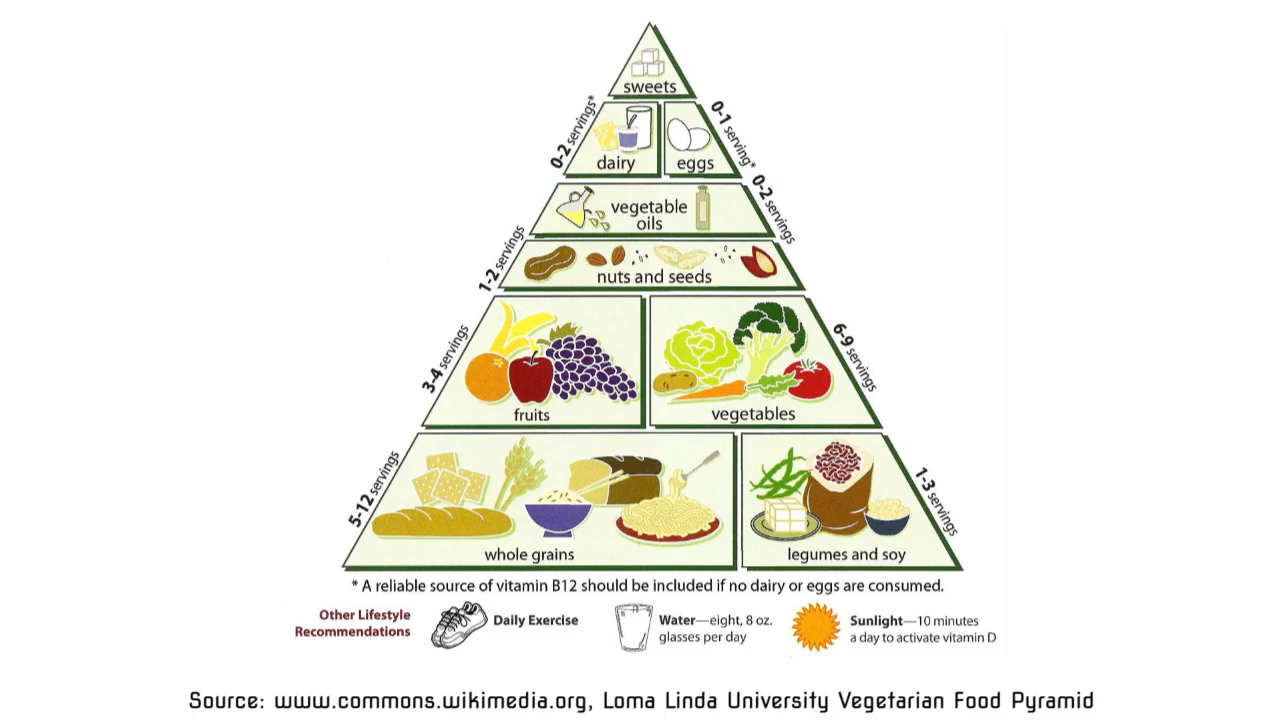 sweets
0-2 servings*
0-1 serving*
dairy
eggs
0-2 servings
vegetable
oils
1-2 servings
nuts and seeds
3-4 servings
6-9 servings
fruits
vegetables
5-12 servings
1-3 servings
whole grains
legumes and soy
* A reliable source of vitamin B12 should be included if no dairy or eggs are consumed.
Other Lifestyle
Recommendations
Daily Exercise
Water—eight, 8 oz.
glasses per day
Sunlight—10 minutes
a day to activate vitamin D
Source: www.commons.wikimedia.org, Loma Linda University Vegetarian Food Pyramid